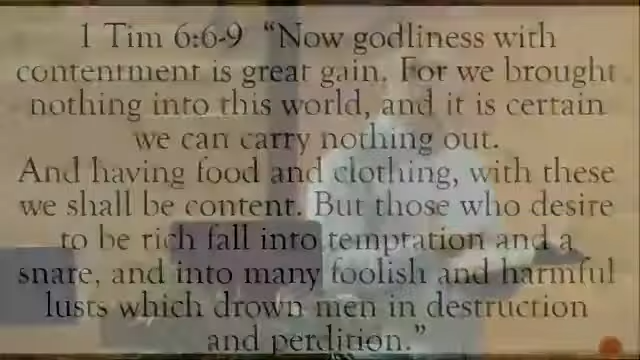 1 Tim 6:6-9 “Now godliness with
contentment is great gain. For we brought
nothing into this world, and it is certain
we can carry nothing out.
And having food and clothing, with these
we shall be content. But those who desire
to be rich fall into temptation and a
snare, and into many foolish and harmful
lusts which drown men in destruction
and perdition.”